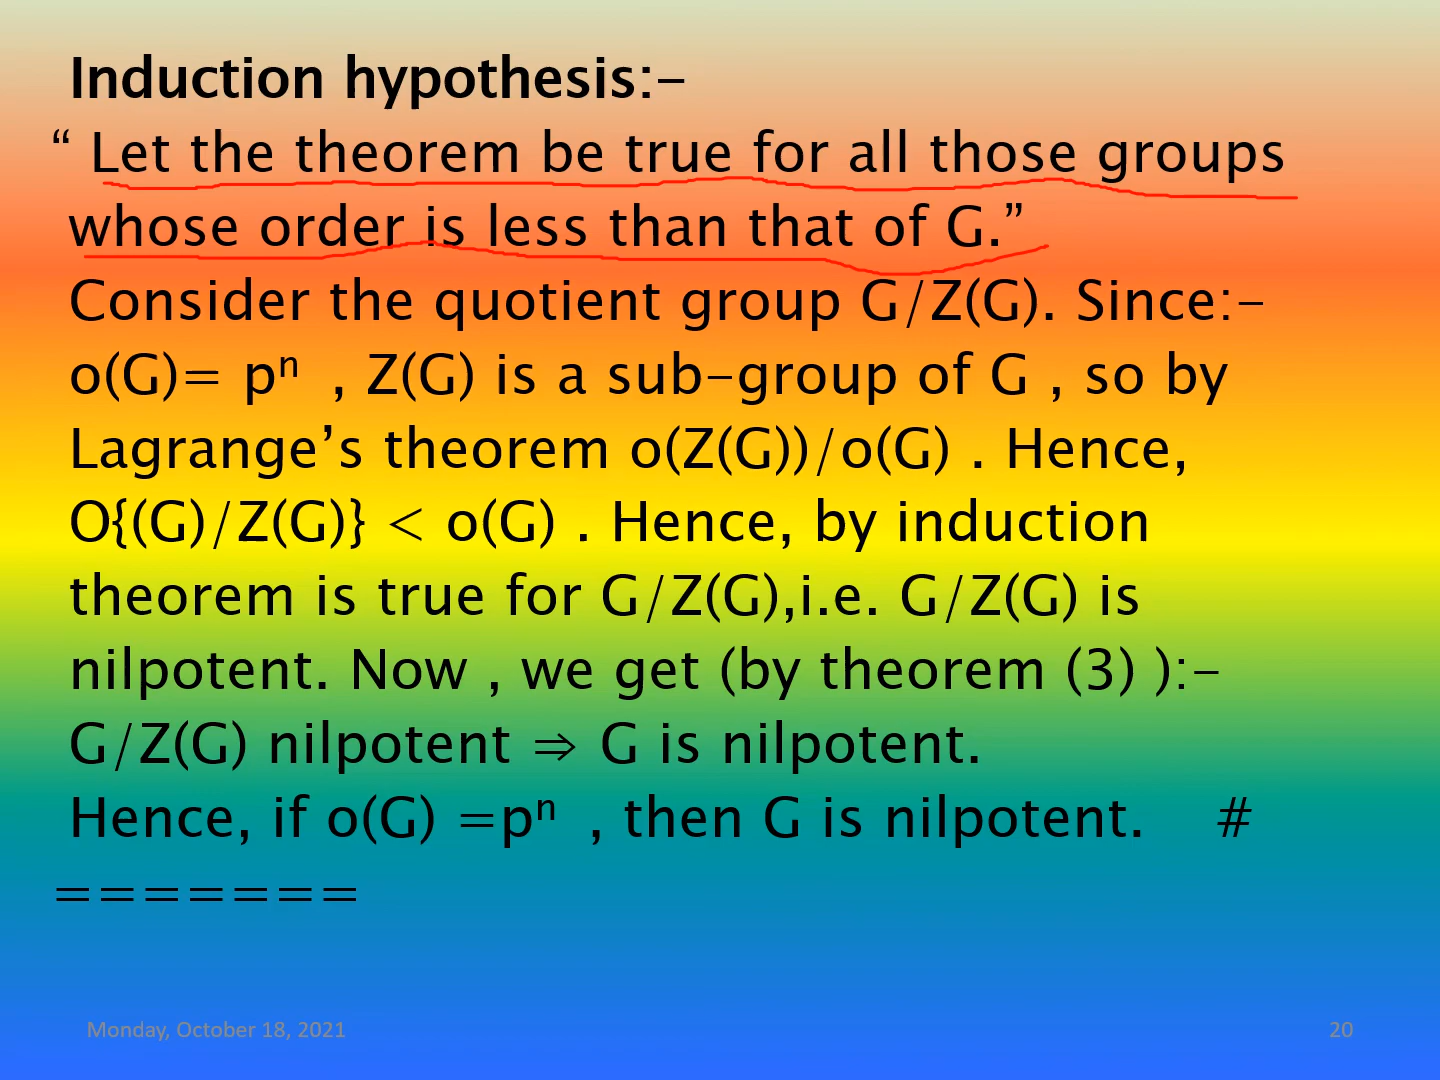 Induction hypothesis:-
“ Let the theorem be true for all those groups
whose order is less than that of G.”
Consider the quotient group G/Z(G). Since:-
o(G)= pⁿ , Z(G) is a sub-group of G , so by
Lagrange’s theorem o(Z(G))/o(G) . Hence,
O{(G)/Z(G)} < o(G) . Hence, by induction
theorem is true for G/Z(G),i.e. G/Z(G) is
nilpotent. Now , we get (by theorem (3) ):-
G/Z(G) nilpotent ⇒ G is nilpotent.
Hence, if o(G) =pⁿ , then G is nilpotent. #
=======
Monday, October 18, 2021 20